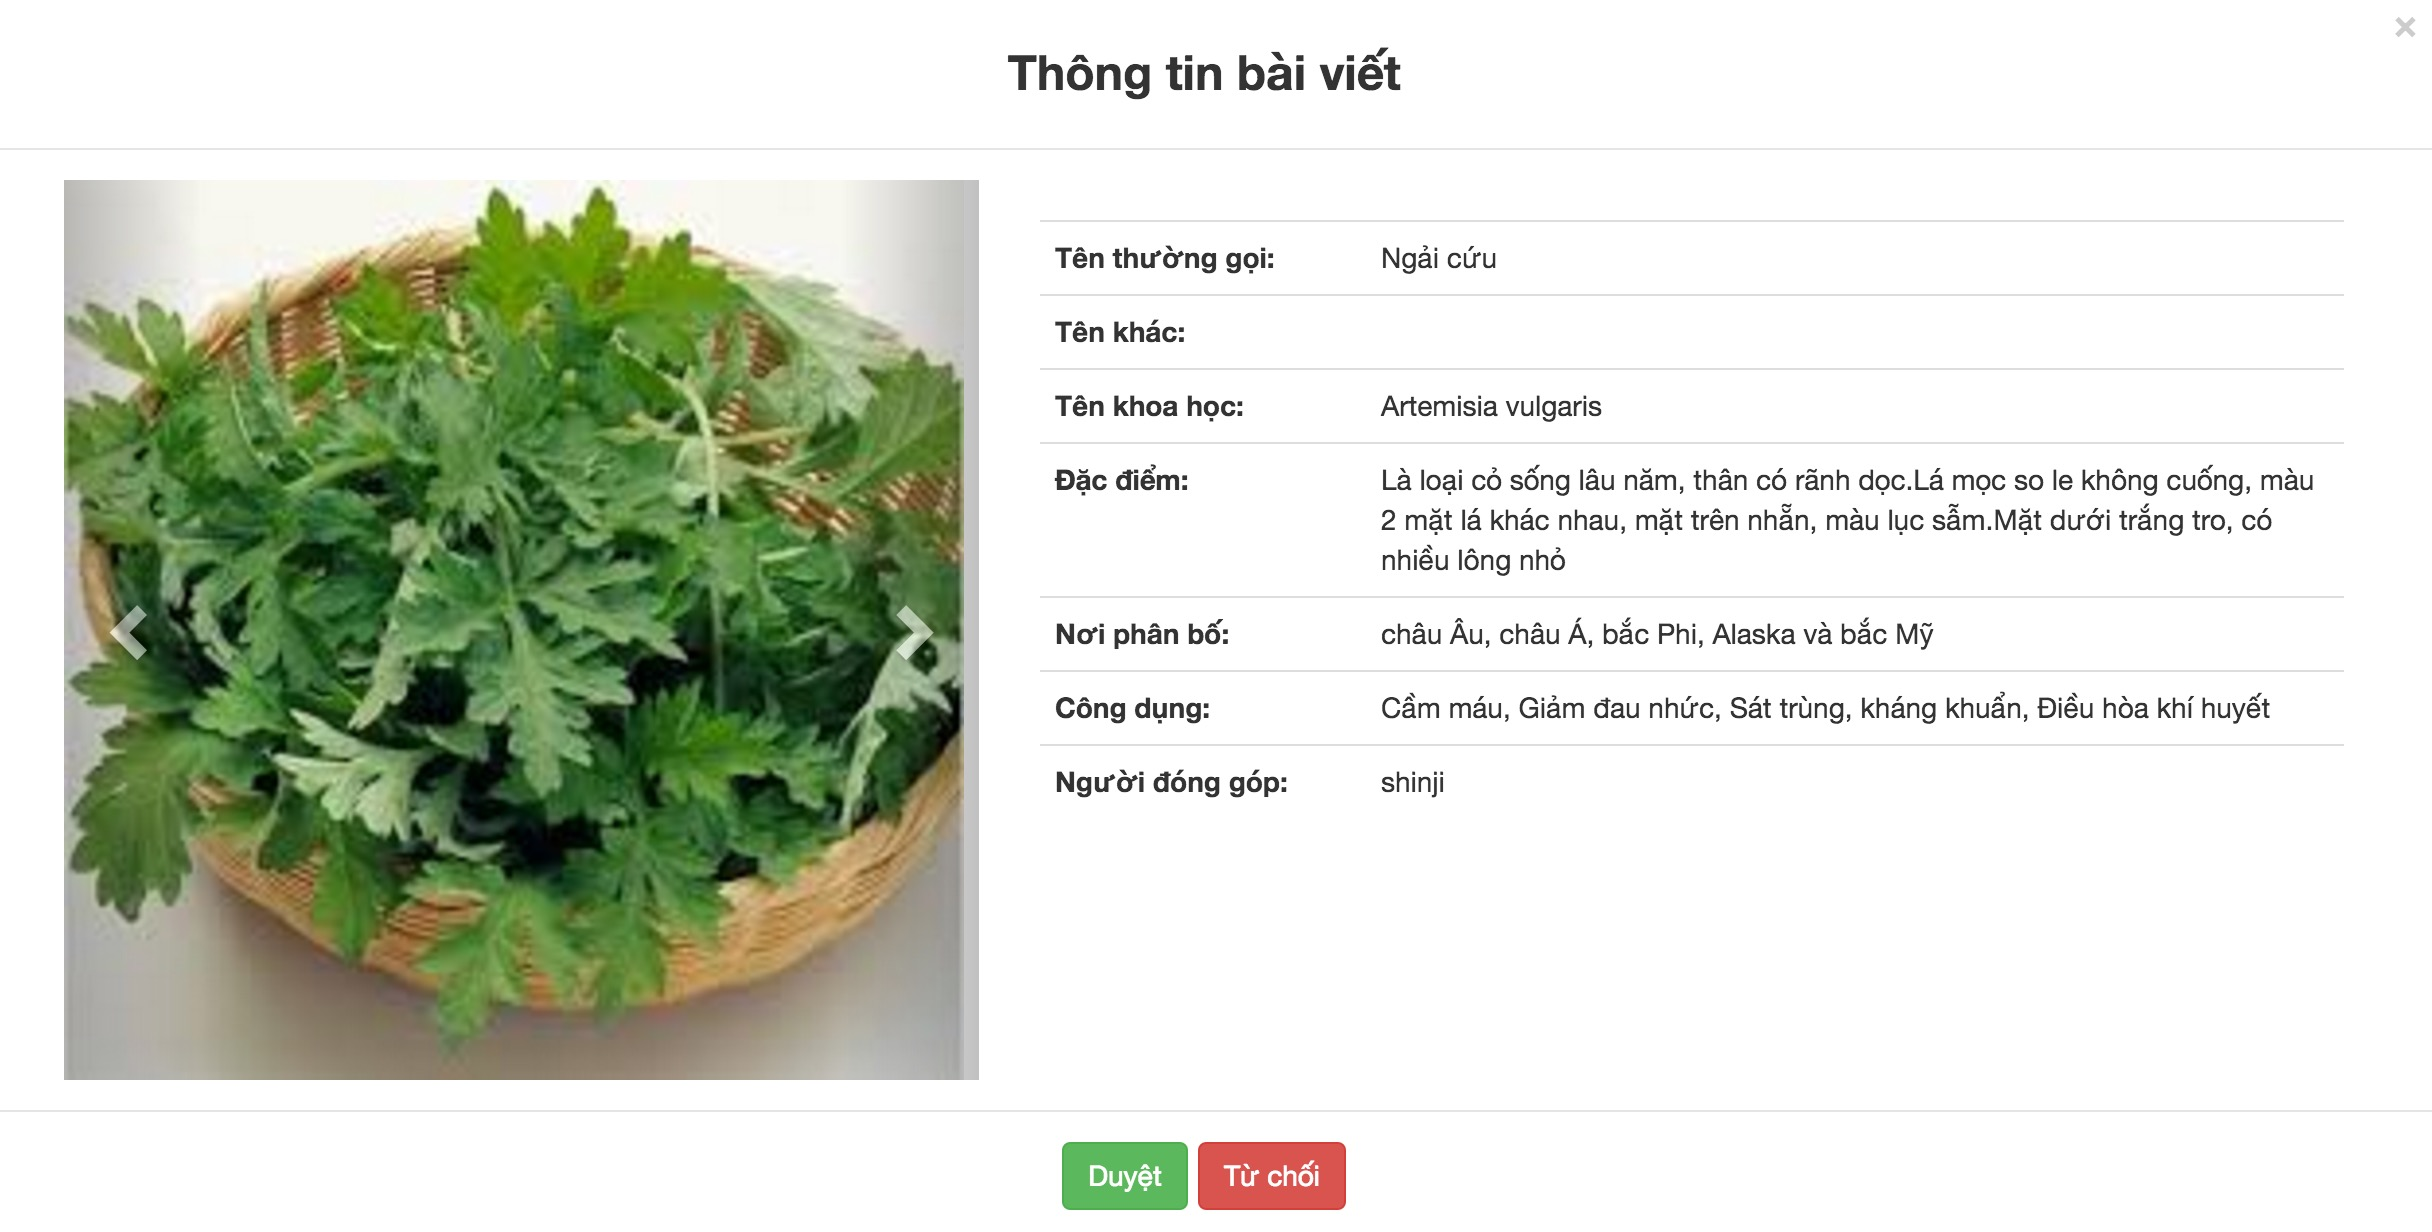 ×
Thông tin bài viết
Tên thường gọi: Ngải cứu
Tên khác:
Tên khoa học: Artemisia vulgaris
Đặc điểm: Là loại cỏ sống lâu năm, thân có rãnh dọc.Lá mọc so le không cuống, màu
2 mặt lá khác nhau, mặt trên nhẵn, màu lục sẫm.Mặt dưới trắng tro, có
nhiều lông nhỏ
Nơi phân bố: châu Âu, châu Á, bắc Phi, Alaska và bắc Mỹ
Công dụng: Cầm máu, Giảm đau nhức, Sát trùng, kháng khuẩn, Điều hòa khí huyết
Người đóng góp: shinji
Duyệt Từ chối